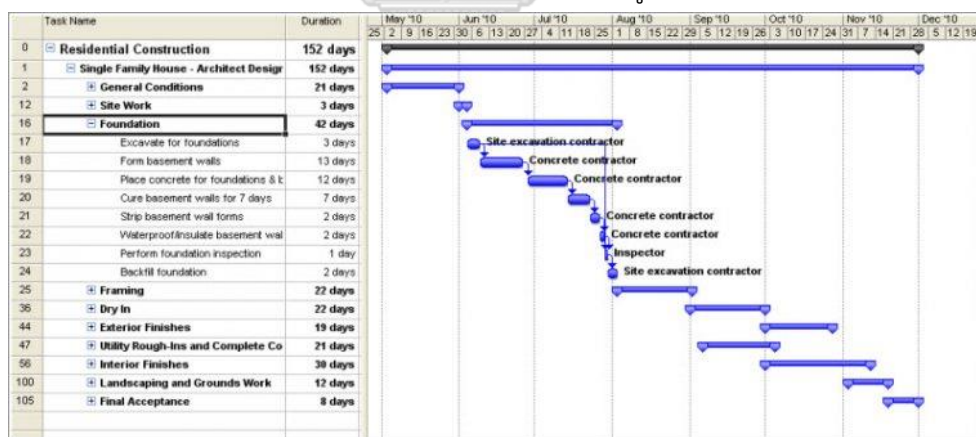 Task Name Duration May '10 Jun '10 Jul '10 Aug '10 Sep '10 Oct '10 Nov '10 Dec '10
25 2 9 16 23 30 6 13 20 27 4 11 18 25 1 8 15 22 29 5 12 19 26 3 10 17 24 31 7 14 21 28 5 12 19
0 Residential Construction 152 days
1 Single Family House - Architect Desigr 152 days
2 General Conditions 21 days
12 Site Work 3 days
16 Foundation 42 days
17 Excavate for foundations 3 days Site excavation contractor
18 Form basement walls 13 days Concrete contractor
19 Place concrete for foundations & b 12 days Concrete contractor
20 Cure basement walls for 7 days 7 days
21 Strip basement wall forms 2 days Concrete contractor
22 Waterproof/insulate basement wal 2 days Concrete contractor
23 Perform foundation inspection 1 day Inspector
24 Backfill foundation 2 days Site excavation contractor
25 Framing 22 days
36 Dry In 22 days
44 Exterior Finishes 19 days
47 Utility Rough-Ins and Complete Co 21 days
56 Interior Finishes 30 days
100 Landscaping and Grounds Work 12 days
105 Final Acceptance 8 days